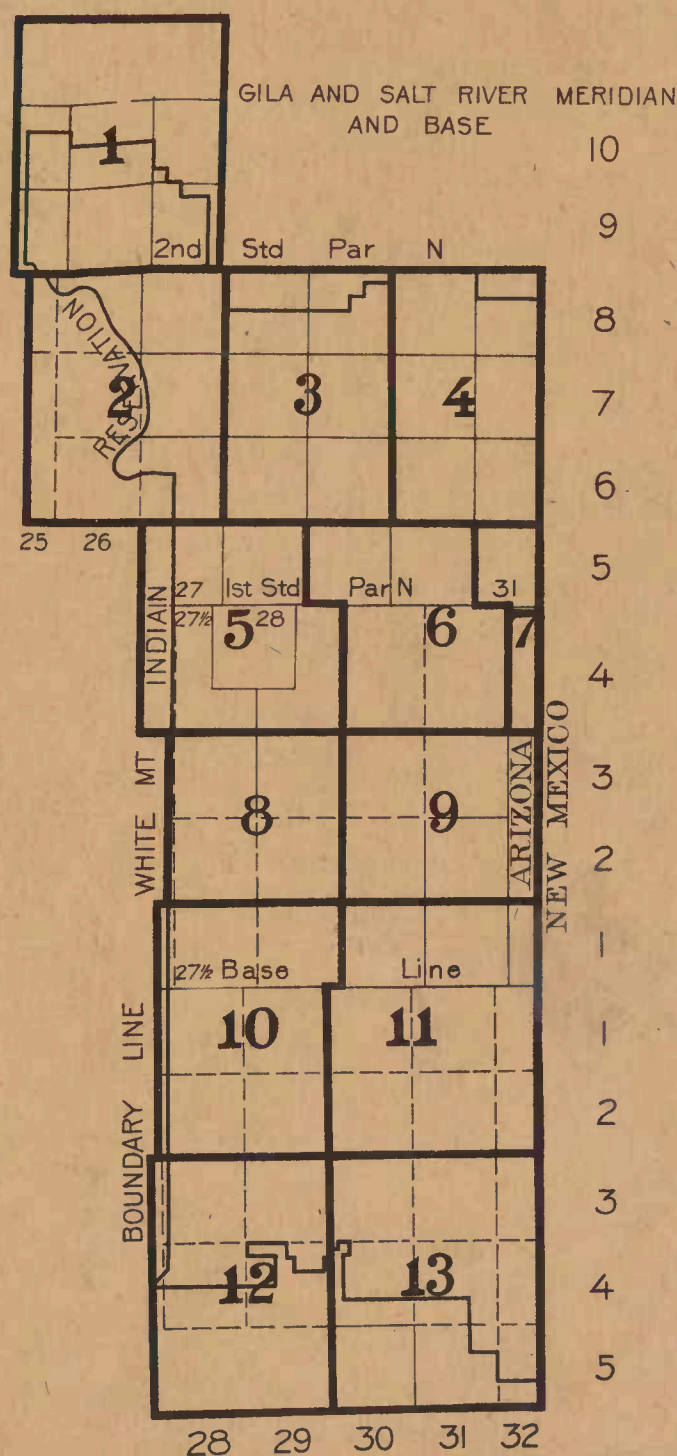 GILA AND SALT RIVER MERIDIAN
AND BASE
1
10
9
2nd Std Par N
8
RESERVATION
2
3
4
7
6
25 26
5
27 1st Std Par N 31
27½
5
28
6
7
INDIAIN
4
WHITE MT
8
9
3
ARIZONA
NEW MEXICO
2
1
27½ Base Line
10
11
1
BOUNDARY LINE
2
3
12
13
4
5
28 29 30 31 32